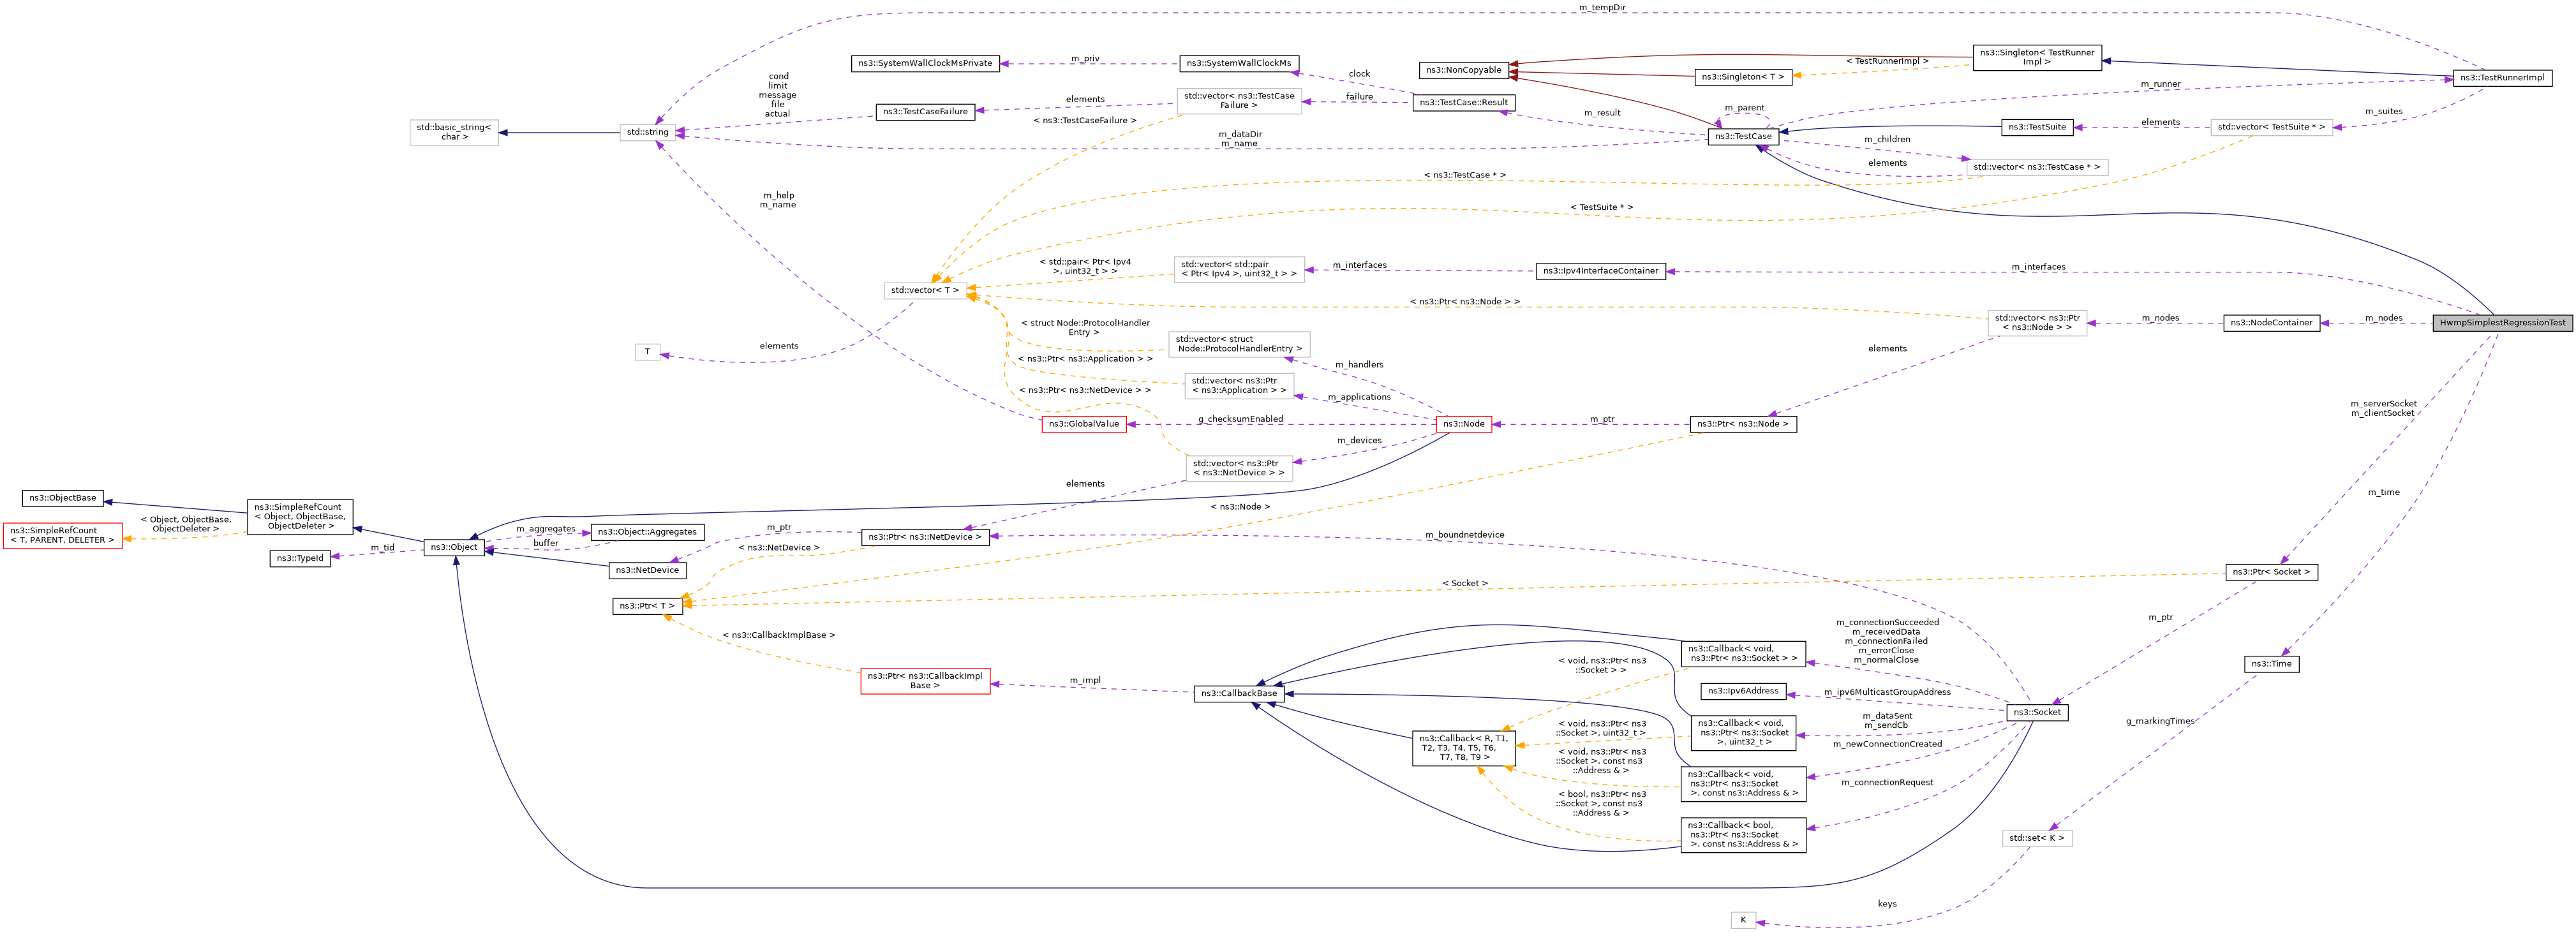 m_tempDir
ns3::SystemWallClockMsPrivate
m_priv
ns3::SystemWallClockMs
ns3::NonCopyable
ns3::Singleton< T >
< TestRunnerImpl >
ns3::Singleton< TestRunner
Impl >
ns3::TestRunnerImpl
cond
limit
message
file
actual
ns3::TestCaseFailure
elements
std::vector< ns3::TestCase
Failure >
failure
clock
ns3::TestCase::Result
m_result
m_parent
m_runner
m_suites
std::basic_string<
char >
std::string
< ns3::TestCaseFailure >
m_dataDir
m_name
ns3::TestCase
ns3::TestSuite
elements
std::vector< TestSuite * >
m_children
elements
std::vector< ns3::TestCase * >
m_help
m_name
< ns3::TestCase * >
< TestSuite * >
< std::pair< Ptr< Ipv4
>, uint32_t > >
std::vector< std::pair
< Ptr< Ipv4 >, uint32_t > >
m_interfaces
ns3::Ipv4InterfaceContainer
m_interfaces
std::vector< T >
< ns3::Ptr< ns3::Node > >
std::vector< ns3::Ptr
< ns3::Node > >
m_nodes
ns3::NodeContainer
m_nodes
HwmpSimplestRegressionTest
T
elements
< struct Node::ProtocolHandler
Entry >
std::vector< struct
Node::ProtocolHandlerEntry >
m_handlers
elements
< ns3::Ptr< ns3::Application > >
std::vector< ns3::Ptr
< ns3::Application > >
m_applications
< ns3::Ptr< ns3::NetDevice > >
ns3::GlobalValue
g_checksumEnabled
ns3::Node
m_ptr
ns3::Ptr< ns3::Node >
m_serverSocket
m_clientSocket
m_devices
std::vector< ns3::Ptr
< ns3::NetDevice > >
elements
m_time
ns3::ObjectBase
ns3::SimpleRefCount
< Object, ObjectBase,
ObjectDeleter >
ns3::SimpleRefCount
< T, PARENT, DELETER >
< Object, ObjectBase,
ObjectDeleter >
ns3::TypeId
m_tid
ns3::Object
m_aggregates
buffer
ns3::Object::Aggregates
m_ptr
ns3::Ptr< ns3::NetDevice >
< ns3::Node >
m_boundnetdevice
< ns3::NetDevice >
ns3::NetDevice
ns3::Ptr< T >
< Socket >
ns3::Ptr< Socket >
m_ptr
< ns3::CallbackImplBase >
ns3::Ptr< ns3::CallbackImpl
Base >
m_impl
ns3::CallbackBase
ns3::Callback< void,
ns3::Ptr< ns3::Socket > >
m_connectionSucceeded
m_receivedData
m_connectionFailed
m_errorClose
m_normalClose
ns3::Time
< void, ns3::Ptr< ns3
::Socket > >
ns3::Ipv6Address
m_ipv6MulticastGroupAddress
ns3::Socket
g_markingTimes
ns3::Callback< R, T1,
T2, T3, T4, T5, T6,
T7, T8, T9 >
< void, ns3::Ptr< ns3
::Socket >, uint32_t >
ns3::Callback< void,
ns3::Ptr< ns3::Socket
>, uint32_t >
m_dataSent
m_sendCb
m_newConnectionCreated
< void, ns3::Ptr< ns3
::Socket >, const ns3
::Address & >
ns3::Callback< void,
ns3::Ptr< ns3::Socket
>, const ns3::Address & >
m_connectionRequest
< bool, ns3::Ptr< ns3
::Socket >, const ns3
::Address & >
ns3::Callback< bool,
ns3::Ptr< ns3::Socket
>, const ns3::Address & >
std::set< K >
keys
K